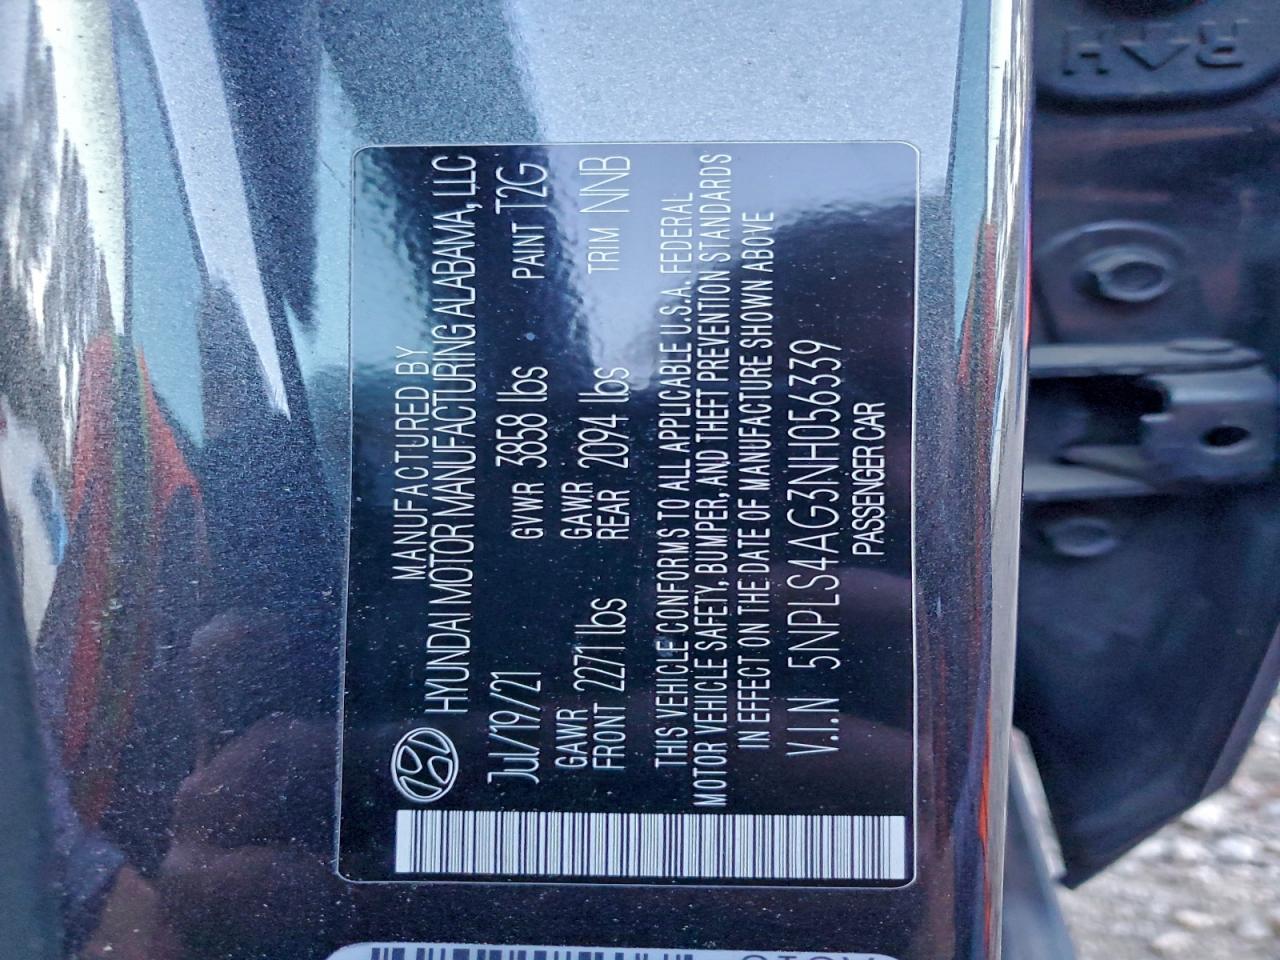 MANUFACTURED BY
HYUNDAI MOTOR MANUFACTURING ALABAMA, LLC
Jul/19/21 GVWR 3858 lbs PAINT T2G
GAWR FRONT 2271 lbs GAWR REAR 2094 lbs TRIM NNB
THIS VEHICLE CONFORMS TO ALL APPLICABLE U.S.A. FEDERAL
MOTOR VEHICLE SAFETY, BUMPER, AND THEFT PREVENTION STANDARDS
IN EFFECT ON THE DATE OF MANUFACTURE SHOWN ABOVE
V.I.N 5NPLS4AG3NH056339
PASSENGER CAR